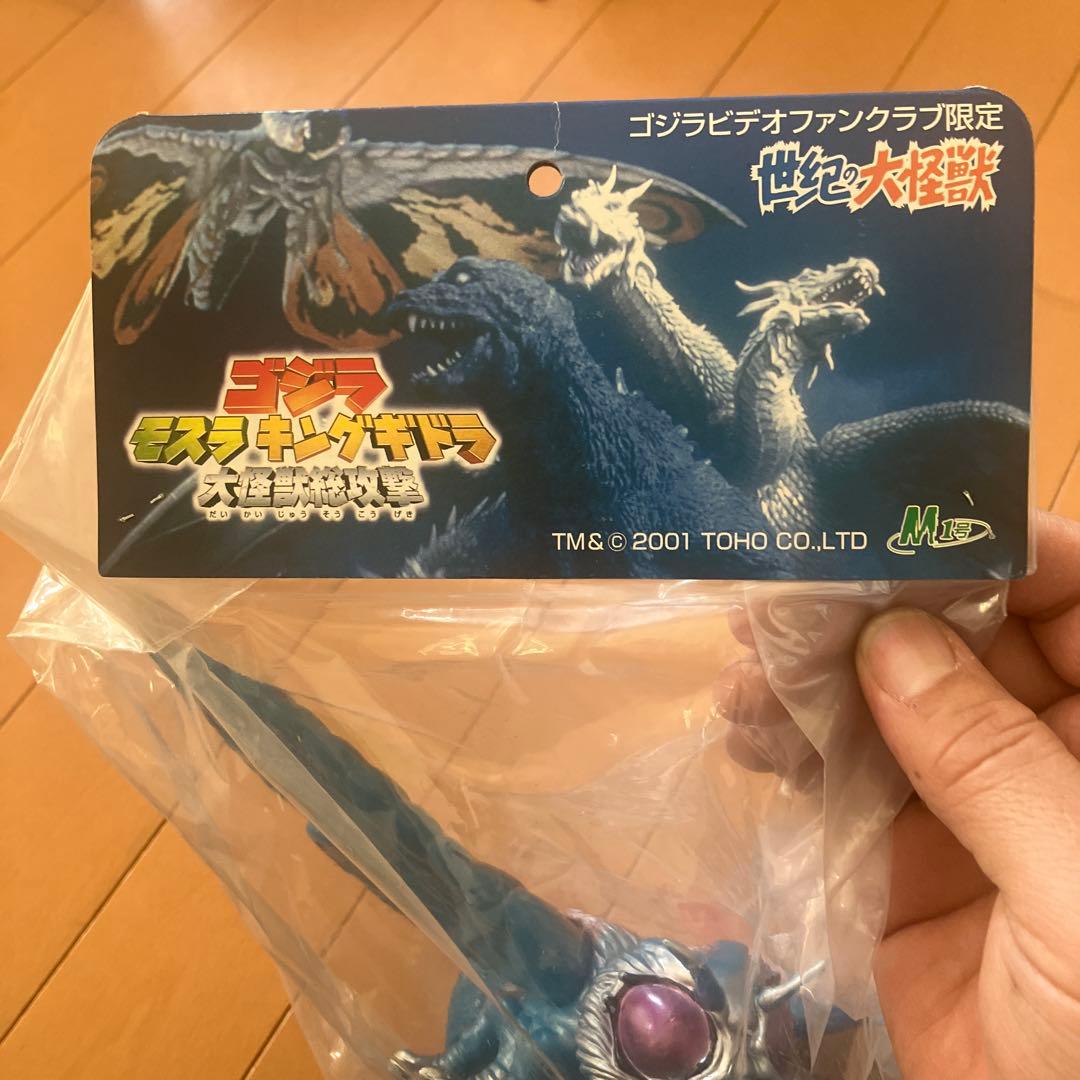 ゴジラビデオファンクラブ限定
世紀の大怪獣
ゴジラ
モスラ キングギドラ
大怪獣総攻撃
だい かい じゅう そう こう げき
TM&©2001 TOHO CO.,LTD
M1号